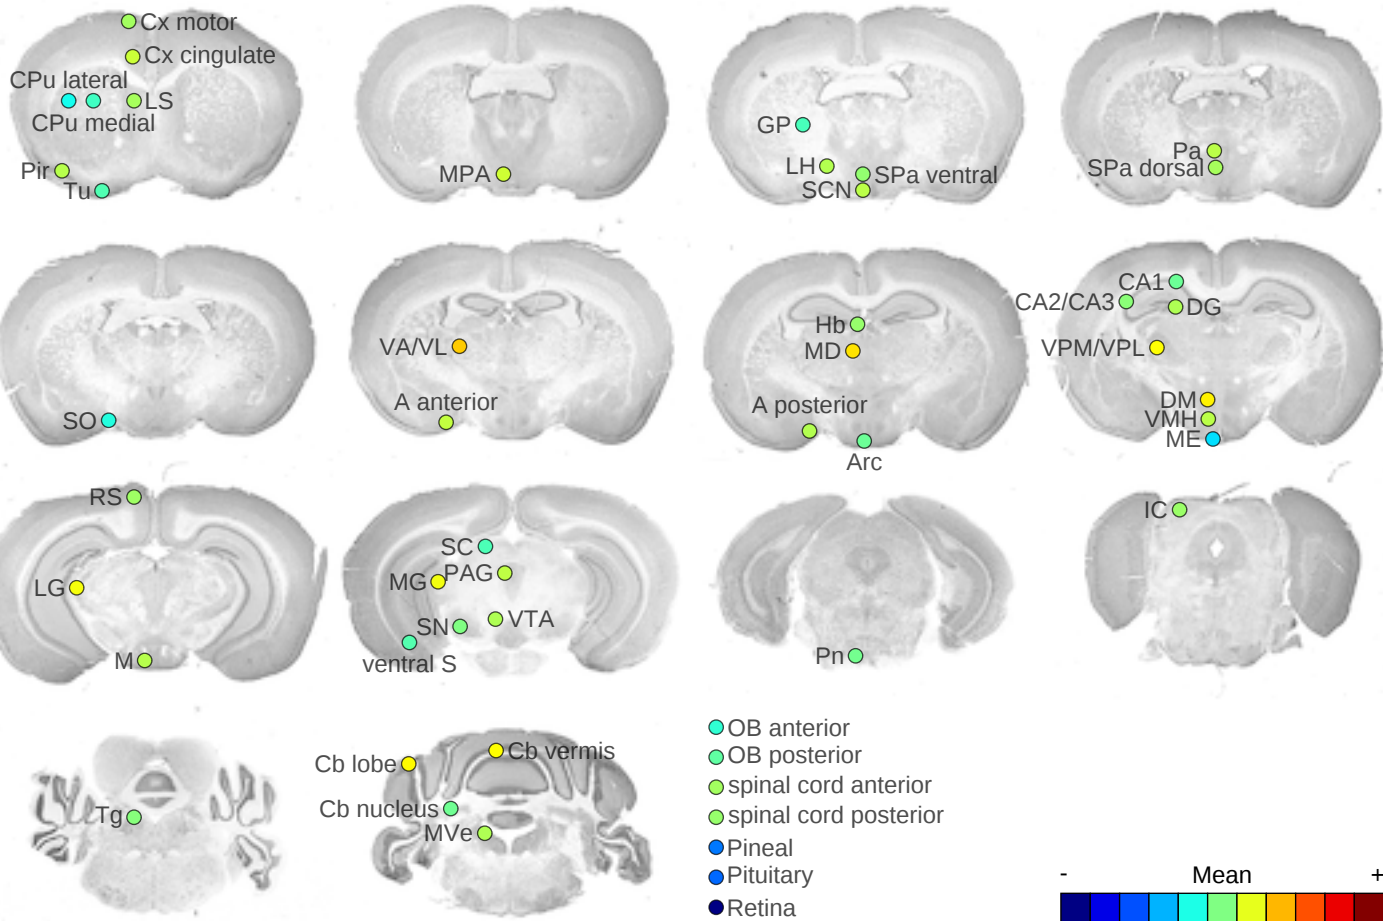 Cx motor
Cx cingulate
CPu lateral
LS
CPu medial
Pir
Tu
MPA
GP
LH
SPa ventral
SCN
Pa
SPa dorsal
SO
VA/VL
A anterior
Hb
MD
A posterior
Arc
CA1
CA2/CA3
DG
VPM/VPL
DM
VMH
ME
RS
LG
M
SC
MG
PAG
SN
VTA
ventral S
Pn
IC
Tg
Cb lobe
Cb vermis
Cb nucleus
MVe
OB anterior
OB posterior
spinal cord anterior
spinal cord posterior
Pineal
Pituitary
Retina
- Mean +